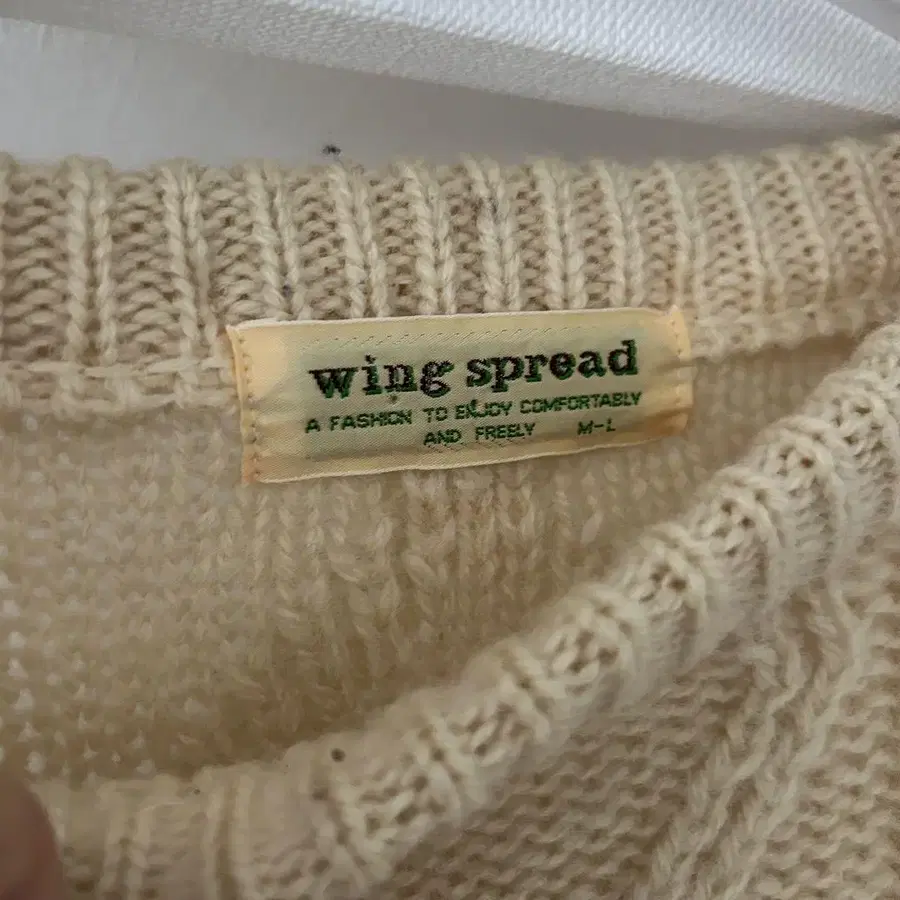 wing spread
A FASHION TO ENJOY COMFORTABLY
AND FREELY M-L